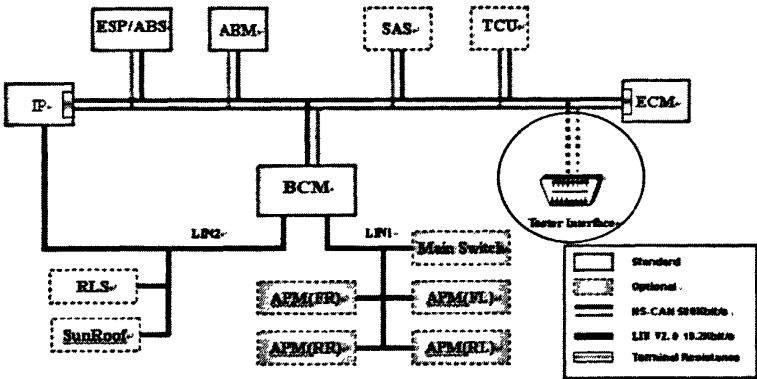 ESP/ABS
ABM
SAS
TCU
IP
ECM
BCM
Tester Interface
LIN2
LIN1
Main Switch
RLS
APM(FR)
APM(FL)
SunRoof
APM(RR)
APM(RL)
Standard
Optional
HS-CAN 500Kbit/s
LIN V2.0 19.2Kbit/s
Terminal Resistance